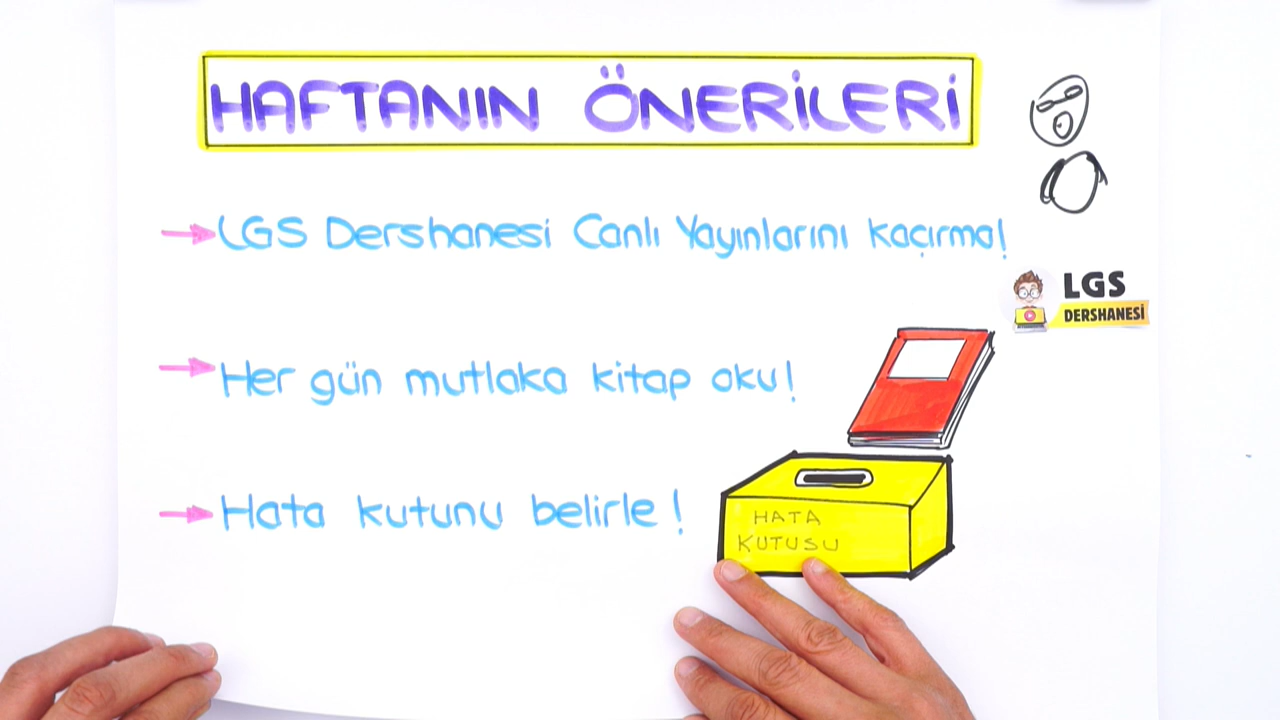 HAFTANIN ÖNERİLERİ
LGS Dershanesi Canlı Yayınlarını kaçırma!
LGS
DERSHANESİ
Her gün mutlaka kitap oku!
Hata kutunu belirle!
HATA
KUTUSU